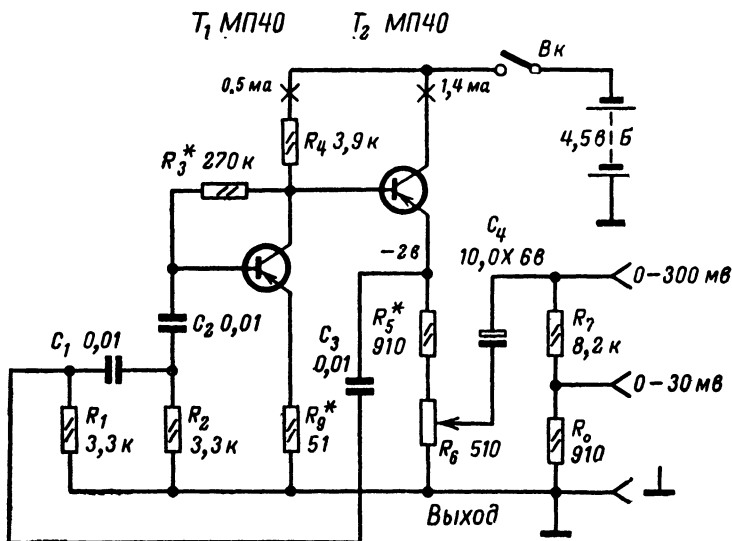 T₁ МП40 T₂ МП40
Вк
0.5 ма
1,4 ма
4,5 в Б
R₄ 3,9 к
R₃* 270 к
C₄
10,0 X 6 в
–2 в
0–300 мв
C₂ 0,01
C₁ 0,01
C₃
0,01
R₅*
910
R₇
8,2 к
0–30 мв
R₁
3,3 к
R₂
3,3 к
R₉*
51
R₆ 510
R₀
910
Выход